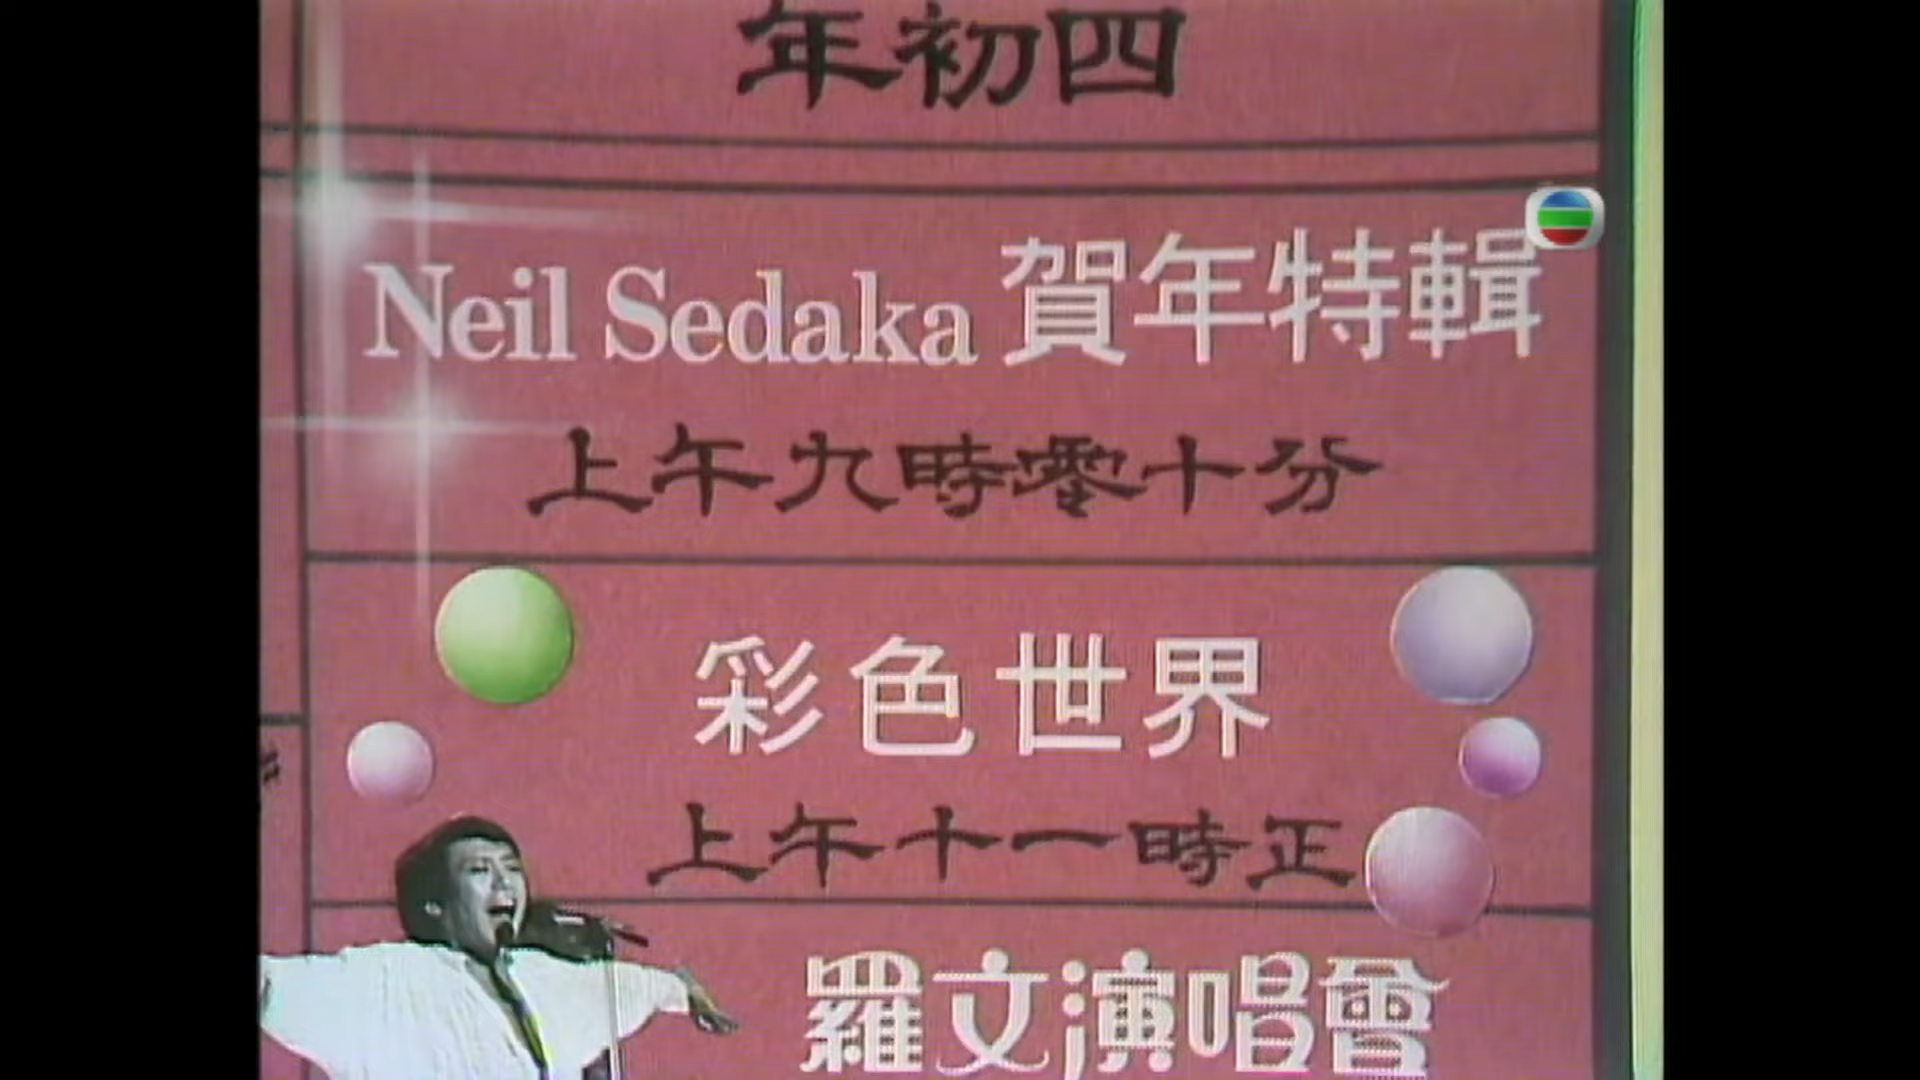 年初四
Neil Sedaka 賀年特輯
上午九時零十分
彩色世界
上午十一時正
羅文演唱會